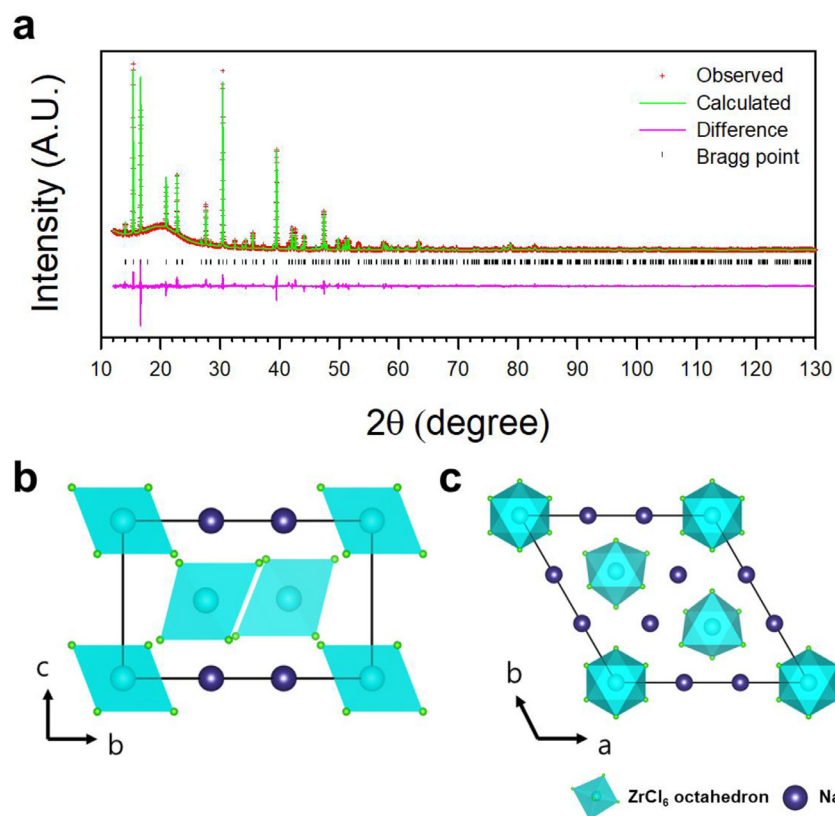 a
Intensity (A.U.)
Observed
Calculated
Difference
Bragg point
10 20 30 40 50 60 70 80 90 100 110 120 130
2θ (degree)
b
c
c
b
b
a
ZrCl₆ octahedron
Na